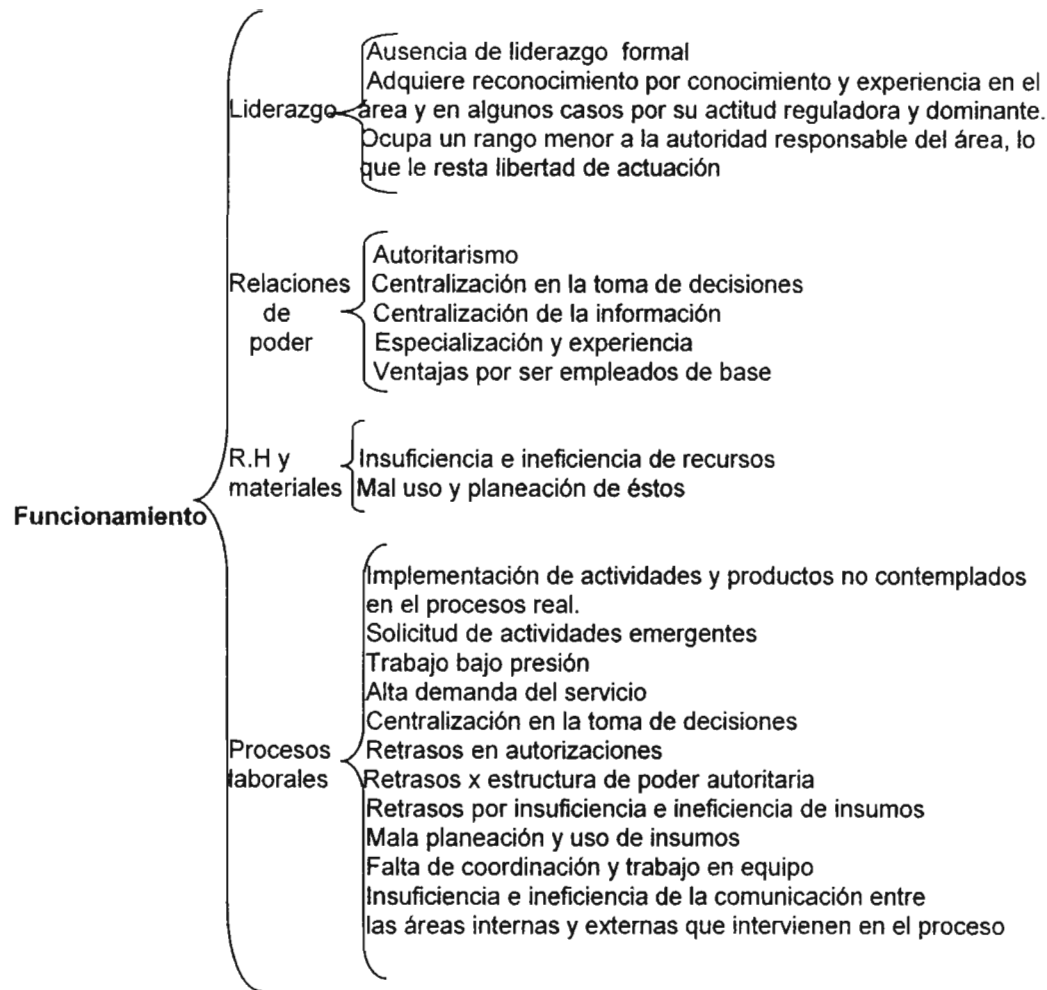 Ausencia de liderazgo formal
Adquiere reconocimiento por conocimiento y experiencia en el
Liderazgo área y en algunos casos por su actitud reguladora y dominante.
Ocupa un rango menor a la autoridad responsable del área, lo
que le resta libertad de actuación
Autoritarismo
Relaciones Centralización en la toma de decisiones
de Centralización de la información
poder Especialización y experiencia
Ventajas por ser empleados de base
R.H y Insuficiencia e ineficiencia de recursos
materiales Mal uso y planeación de éstos
Funcionamiento
Implementación de actividades y productos no contemplados
en el procesos real.
Solicitud de actividades emergentes
Trabajo bajo presión
Alta demanda del servicio
Centralización en la toma de decisiones
Procesos Retrasos en autorizaciones
laborales Retrasos x estructura de poder autoritaria
Retrasos por insuficiencia e ineficiencia de insumos
Mala planeación y uso de insumos
Falta de coordinación y trabajo en equipo
Insuficiencia e ineficiencia de la comunicación entre
las áreas internas y externas que intervienen en el proceso